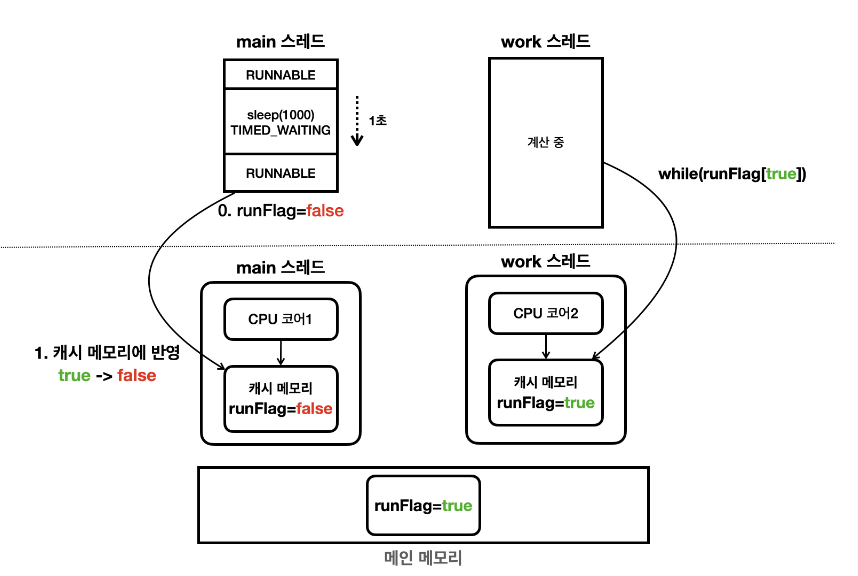 main 스레드
work 스레드
RUNNABLE
sleep(1000)
TIMED_WAITING
1초
RUNNABLE
계산 중
while(runFlag[true])
0. runFlag=false
main 스레드
work 스레드
CPU 코어1
CPU 코어2
1. 캐시 메모리에 반영
true -> false
캐시 메모리
runFlag=false
캐시 메모리
runFlag=true
runFlag=true
메인 메모리